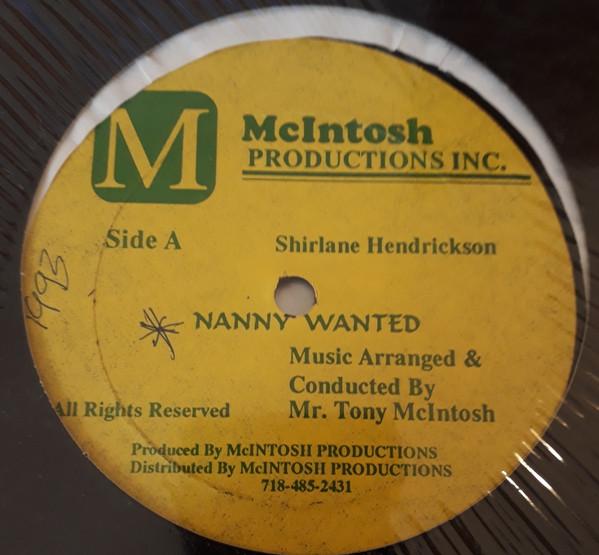 M
McIntosh
PRODUCTIONS INC.
Side A
Shirlane Hendrickson
1993
* NANNY WANTED
Music Arranged &
Conducted By
All Rights Reserved
Mr. Tony McIntosh
Produced By McINTOSH PRODUCTIONS
Distributed By McINTOSH PRODUCTIONS
718-485-2431